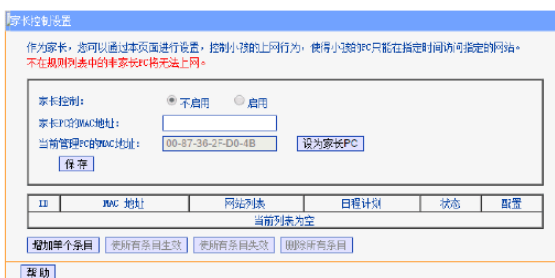 家长控制设置
作为家长，您可以通过本页面进行设置，控制小孩的上网行为，使得小孩的PC只能在指定时间访问指定的网站。
不在规则列表中的非家长PC将无法上网。
家长控制： 不启用 启用
家长PC的MAC地址：
当前管理PC的MAC地址： 00-87-36-2F-D0-4B 设为家长PC
保存
ID MAC 地址 网站列表 日程计划 状态 配置
当前列表为空
增加单个条目 使所有条目生效 使所有条目失效 删除所有条目
帮助